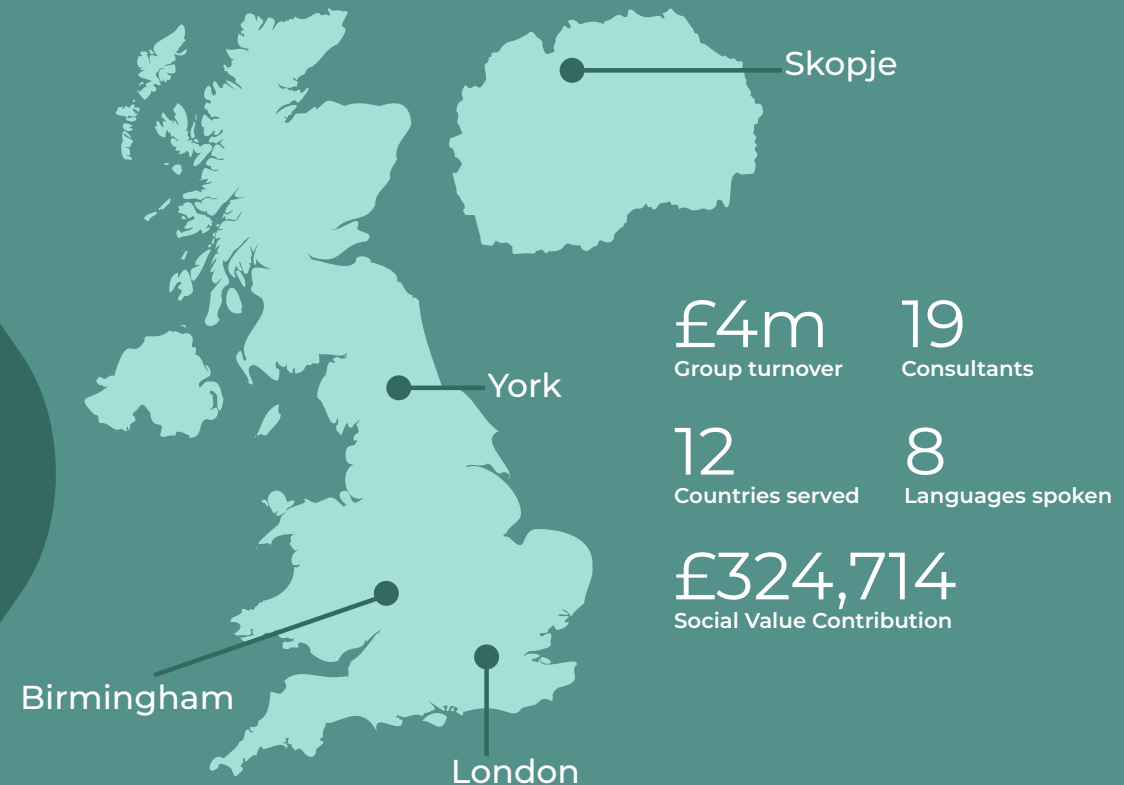 Skopje
York
Birmingham
London
£4m
Group turnover
19
Consultants
12
Countries served
8
Languages spoken
£324,714
Social Value Contribution